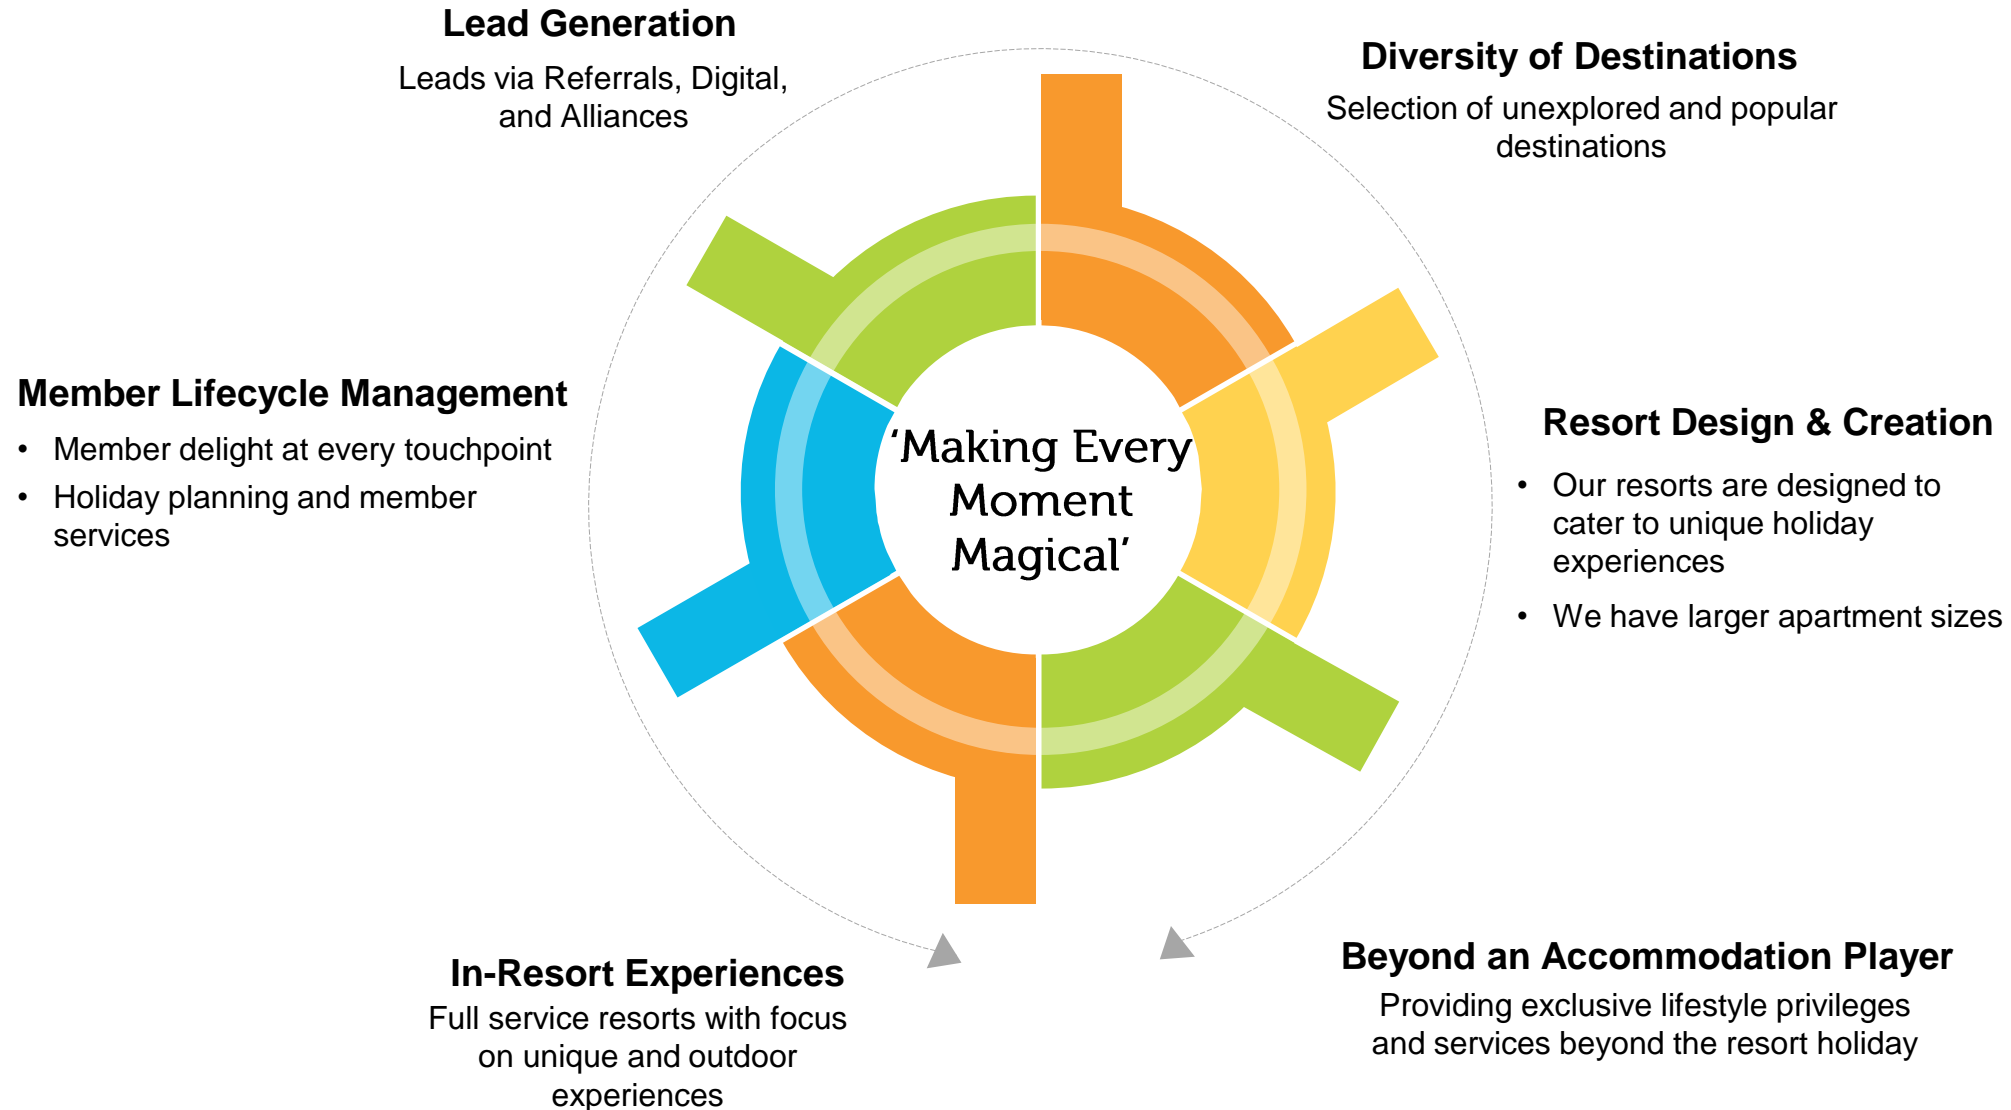 Lead Generation
Leads via Referrals, Digital,
and Alliances
Diversity of Destinations
Selection of unexplored and popular
destinations
Member Lifecycle Management
• Member delight at every touchpoint
• Holiday planning and member
services
‘Making Every
Moment
Magical’
Resort Design & Creation
• Our resorts are designed to
cater to unique holiday
experiences
• We have larger apartment sizes
In-Resort Experiences
Full service resorts with focus
on unique and outdoor
experiences
Beyond an Accommodation Player
Providing exclusive lifestyle privileges
and services beyond the resort holiday